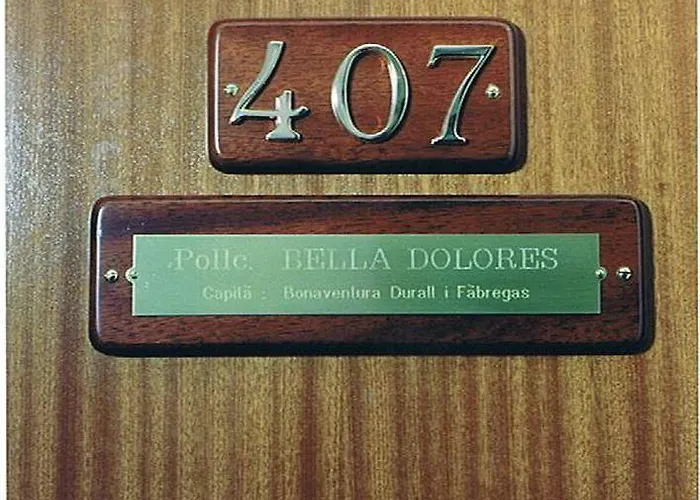 407
Pollc. BELLA DOLORES
Capità : Bonaventura Durall i Fàbregas